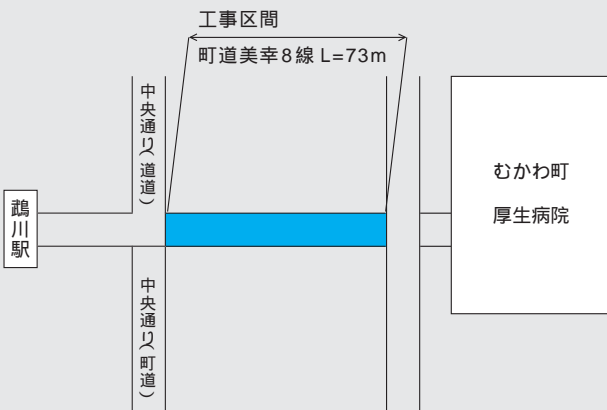 工事区間
町道美幸8線 L=73m
中央通り（道道）
鵡川駅
むかわ町
厚生病院
中央通り（町道）